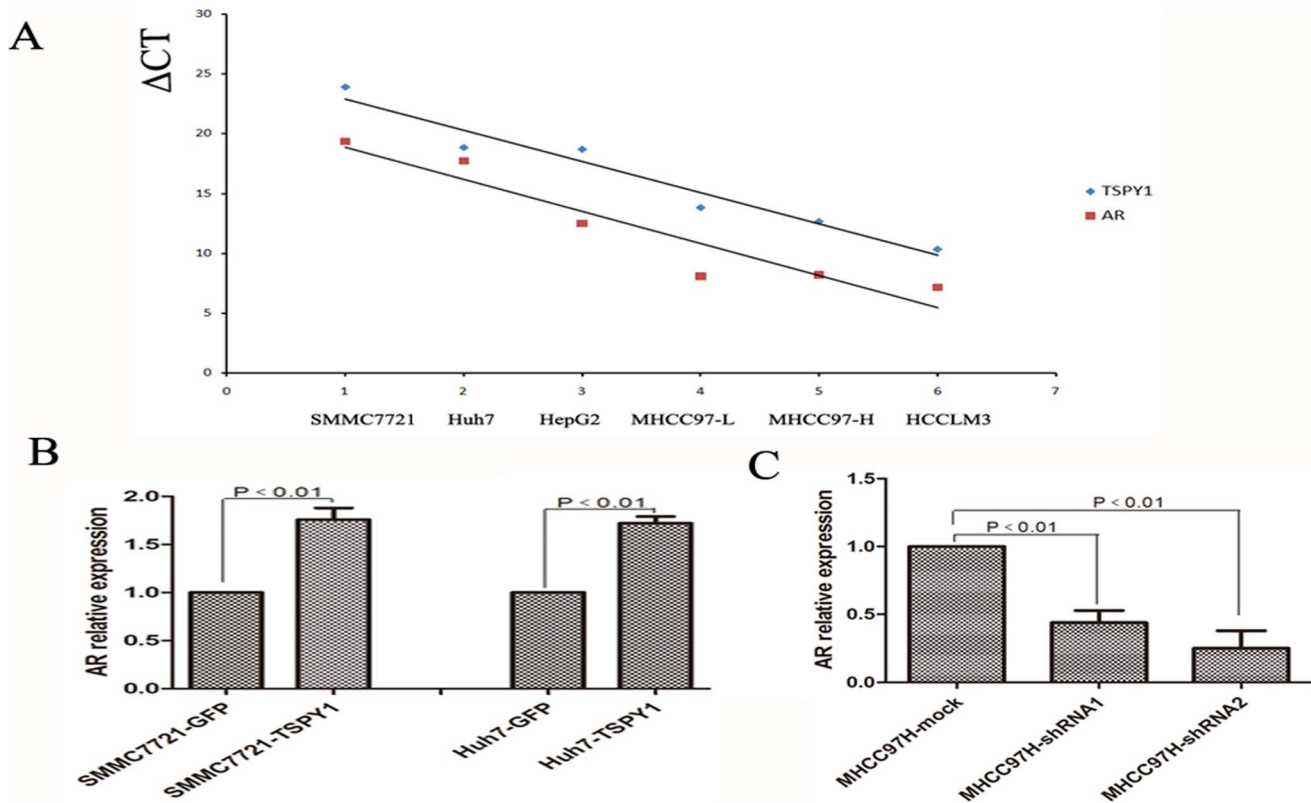 A
ΔCT
30
25
20
15
10
5
0
0 1 2 3 4 5 6 7
SMMC7721 Huh7 HepG2 MHCC97-L MHCC97-H HCCLM3
TSPY1
AR
B
AR relative expression
2.0
1.5
1.0
0.5
0.0
P < 0.01
P < 0.01
SMMC7721-GFP
SMMC7721-TSPY1
Huh7-GFP
Huh7-TSPY1
C
AR relative expression
1.5
1.0
0.5
0.0
P < 0.01
P < 0.01
MHCC97H-mock
MHCC97H-shRNA1
MHCC97H-shRNA2